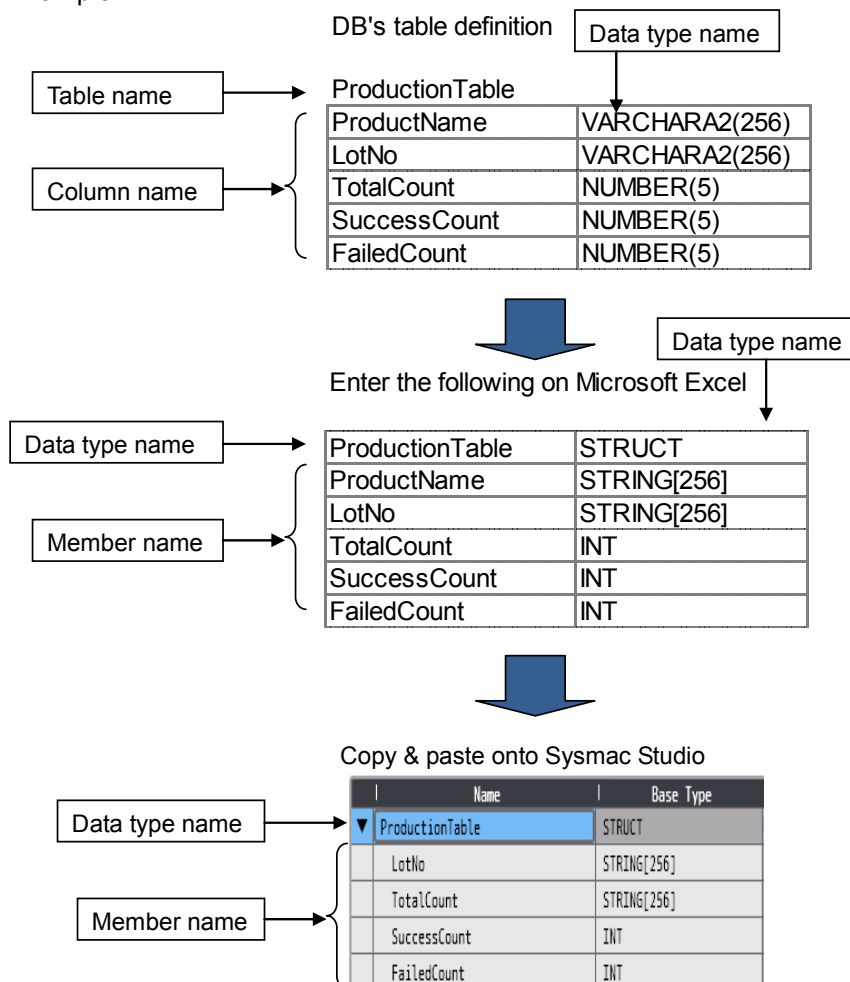 DB's table definition
Data type name
Table name
ProductionTable
ProductName VARCHARA2(256)
LotNo VARCHARA2(256)
Column name
TotalCount NUMBER(5)
SuccessCount NUMBER(5)
FailedCount NUMBER(5)
Data type name
Enter the following on Microsoft Excel
Data type name
ProductionTable STRUCT
ProductName STRING[256]
LotNo STRING[256]
Member name
TotalCount INT
SuccessCount INT
FailedCount INT
Copy & paste onto Sysmac Studio
Name Base Type
Data type name
ProductionTable STRUCT
LotNo STRING[256]
TotalCount STRING[256]
Member name
SuccessCount INT
FailedCount INT